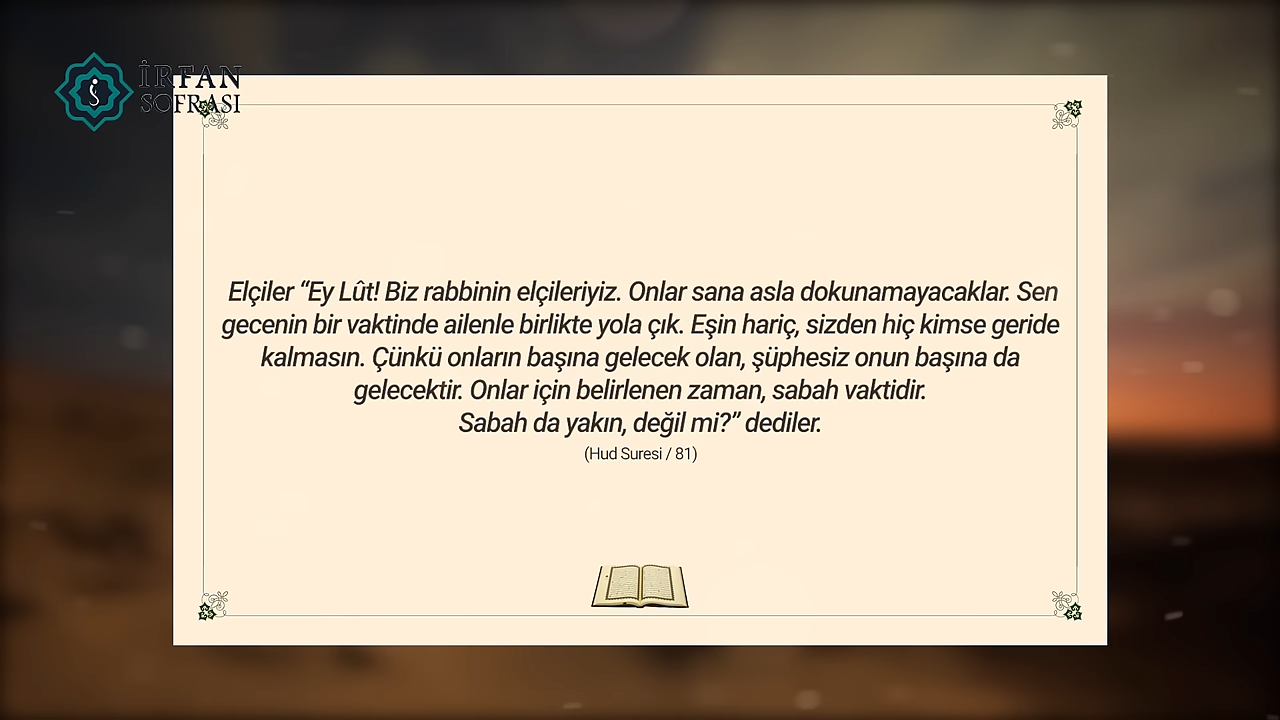 İRFAN
SOFRASI
Elçiler “Ey Lût! Biz rabbinin elçileriyiz. Onlar sana asla dokunamayacaklar. Sen
gecenin bir vaktinde ailenle birlikte yola çık. Eşin hariç, sizden hiç kimse geride
kalmasın. Çünkü onların başına gelecek olan, şüphesiz onun başına da
gelecektir. Onlar için belirlenen zaman, sabah vaktidir.
Sabah da yakın, değil mi?” dediler.
(Hud Suresi / 81)